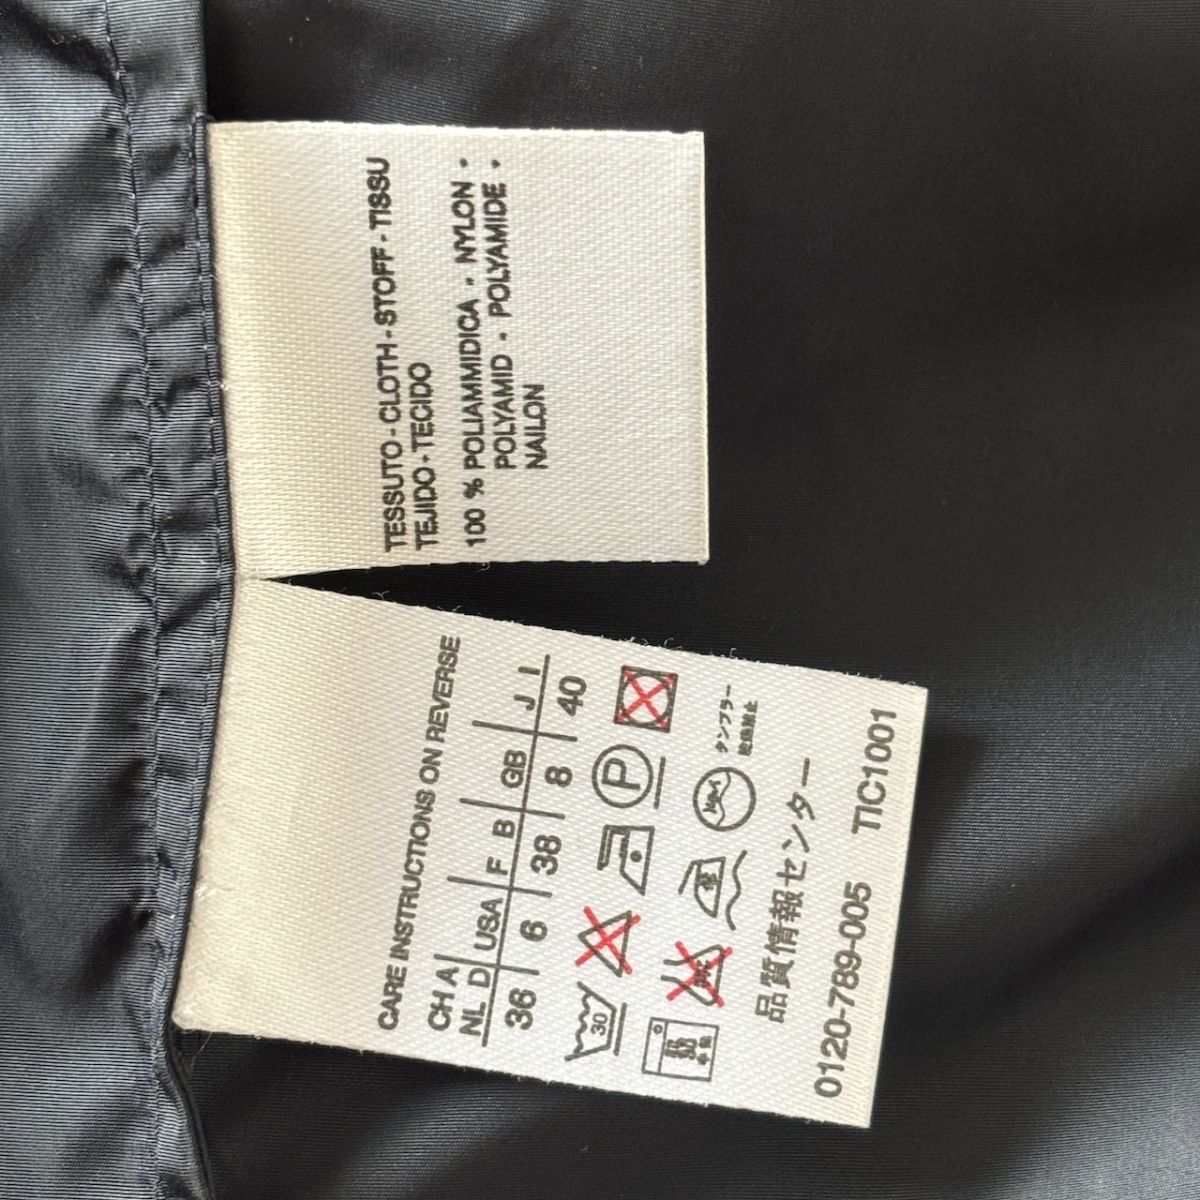 TESSUTO - CLOTH - STOFF - TISSU
TEJIDO - TECIDO
100 % POLIAMMIDICA - NYLON -
POLYAMID - POLYAMIDE -
NAILON
CARE INSTRUCTIONS ON REVERSE
CH A
NL D USA F B GB J I
36 6 38 8 40
30 P
タンブラー
乾燥禁止
品質情報センター
0120-789-005 TIC1001